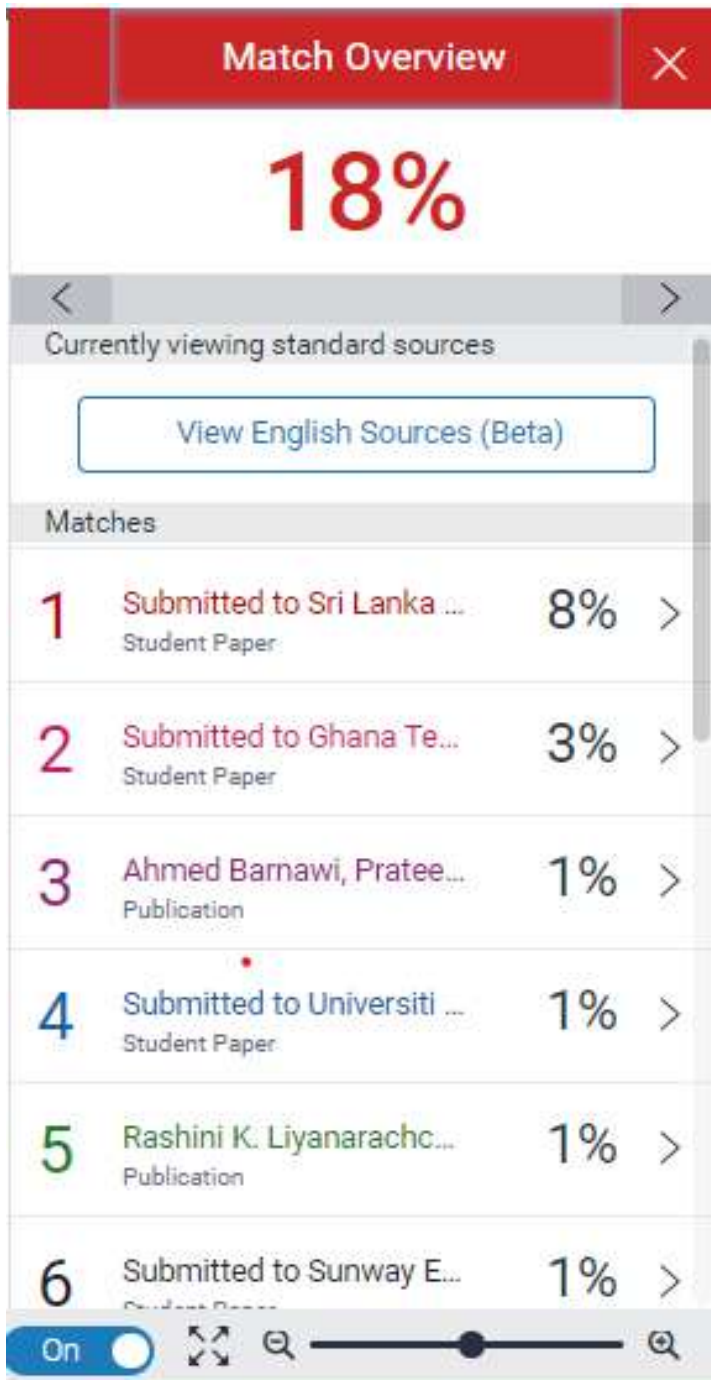 Match Overview
18%
Currently viewing standard sources
View English Sources (Beta)
Matches
1 Submitted to Sri Lanka ... 8%
Student Paper
2 Submitted to Ghana Te... 3%
Student Paper
3 Ahmed Barnawi, Pratee... 1%
Publication
4 Submitted to Universiti ... 1%
Student Paper
5 Rashini K. Liyanarachc... 1%
Publication
6 Submitted to Sunway E... 1%
Student Paper
On